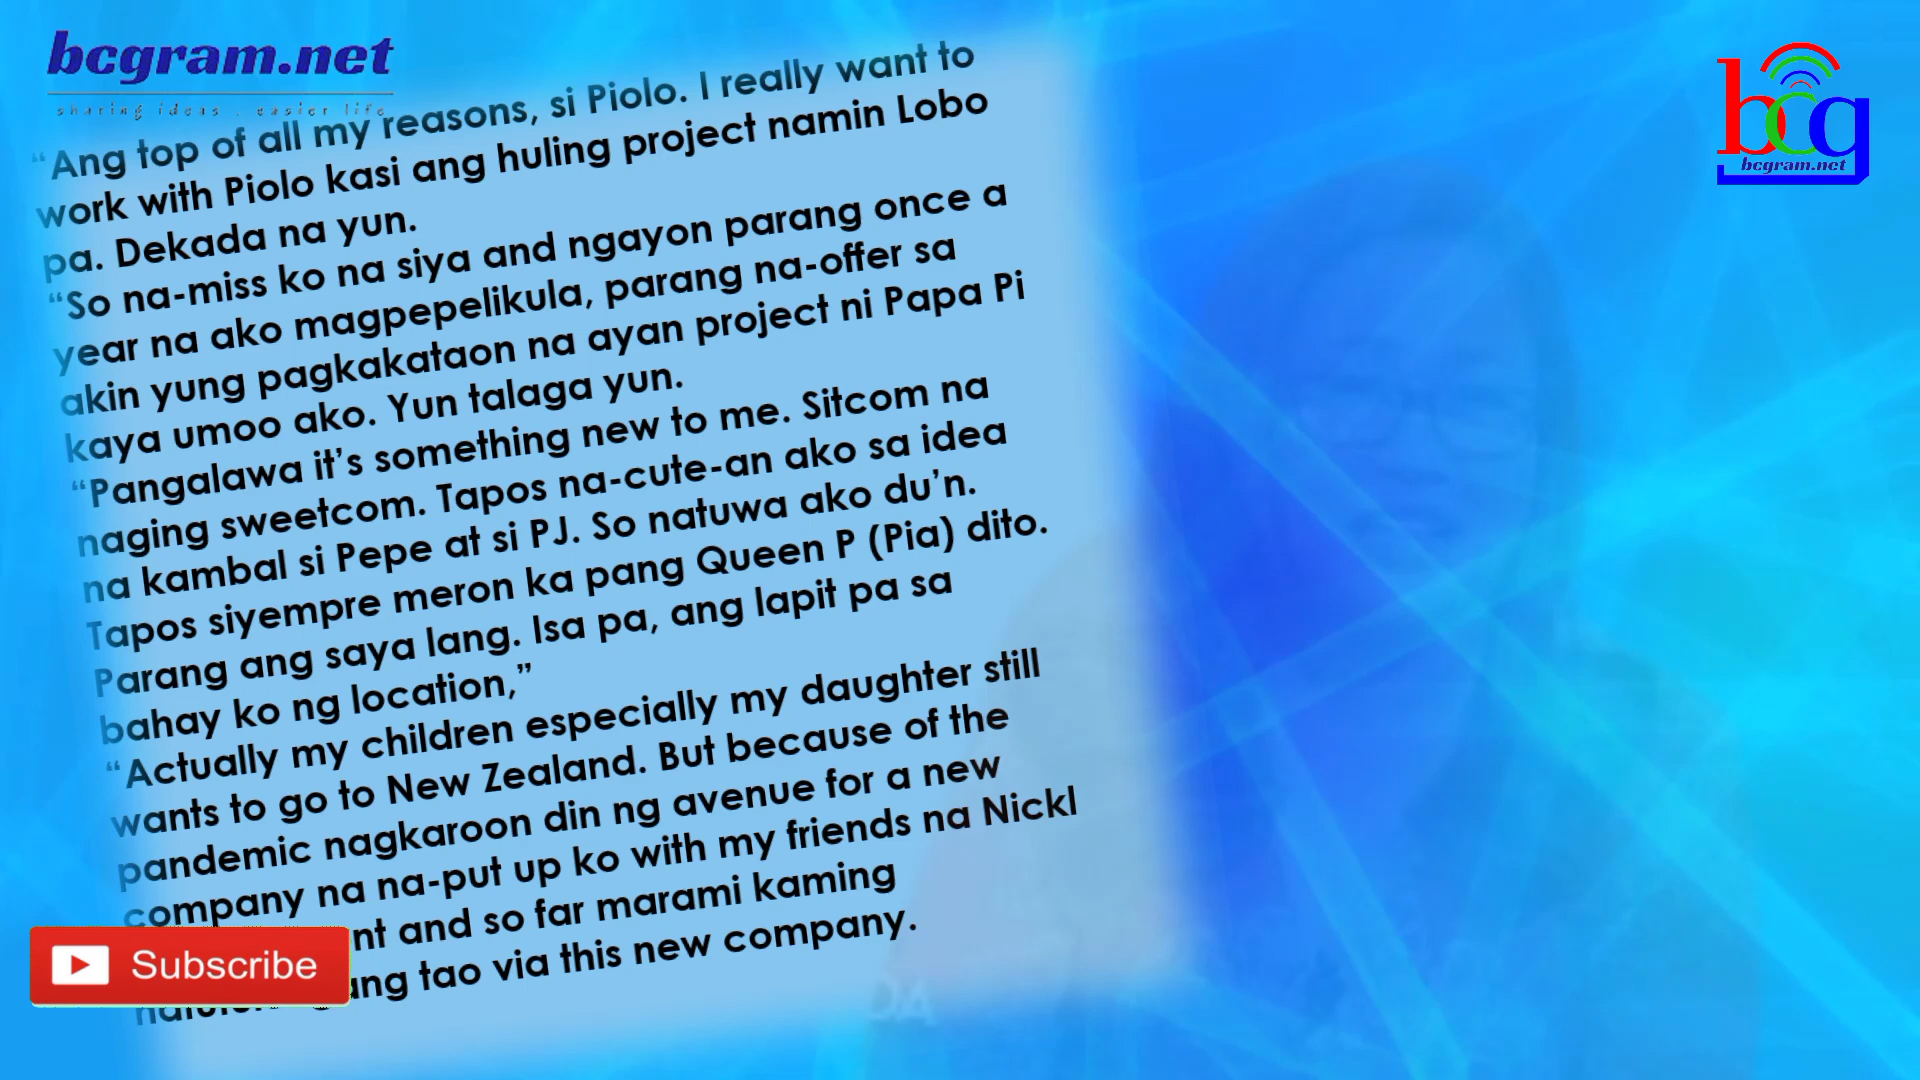 bcgram.net
sharing ideas . easier life
“Ang top of all my reasons, si Piolo. I really want to
work with Piolo kasi ang huling project namin Lobo
pa. Dekada na yun.
“So na-miss ko na siya and ngayon parang once a
year na ako magpepelikula, parang na-offer sa
akin yung pagkakataon na ayan project ni Papa Pi
kaya umoo ako. Yun talaga yun.
“Pangalawa it’s something new to me. Sitcom na
naging sweetcom. Tapos na-cute-an ako sa idea
na kambal si Pepe at si PJ. So natuwa ako du’n.
Tapos siyempre meron ka pang Queen P (Pia) dito.
Parang ang saya lang. Isa pa, ang lapit pa sa
bahay ko ng location,”
“Actually my children especially my daughter still
wants to go to New Zealand. But because of the
pandemic nagkaroon din ng avenue for a new
company na na-put up ko with my friends na Nickl
and so far marami kaming
tao via this new company.
Subscribe
bcg
bcgram.net